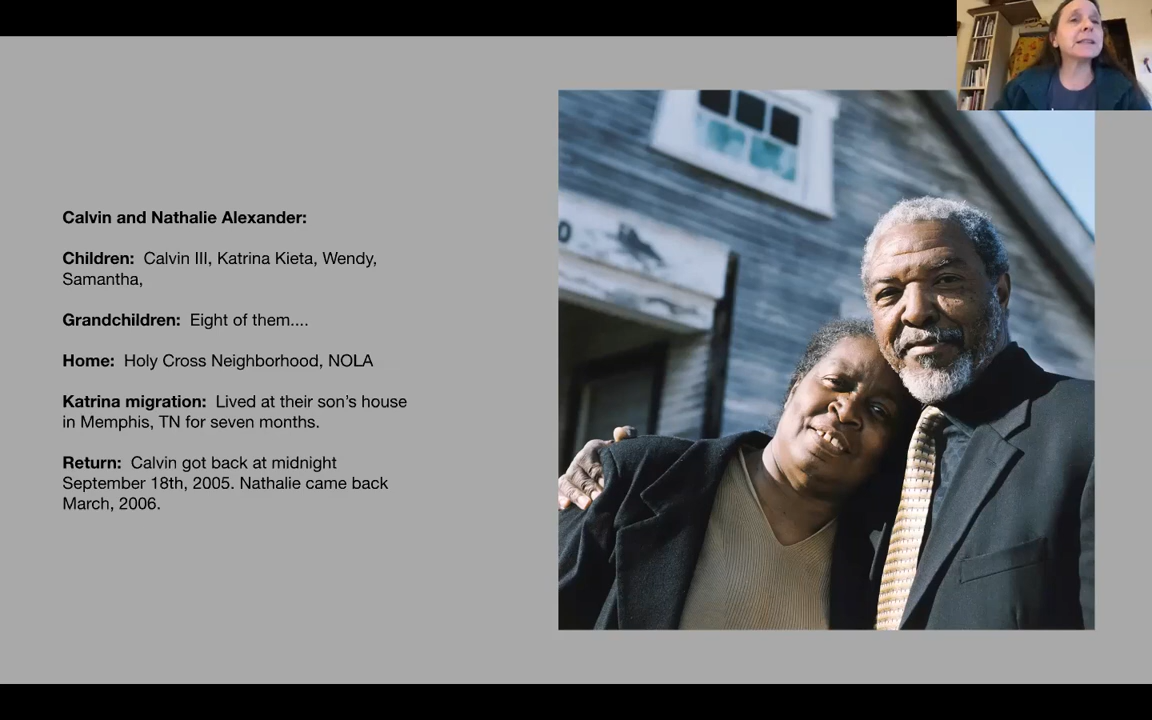 Calvin and Nathalie Alexander:
Children: Calvin III, Katrina Kieta, Wendy,
Samantha,
Grandchildren: Eight of them....
Home: Holy Cross Neighborhood, NOLA
Katrina migration: Lived at their son's house
in Memphis, TN for seven months.
Return: Calvin got back at midnight
September 18th, 2005. Nathalie came back
March, 2006.